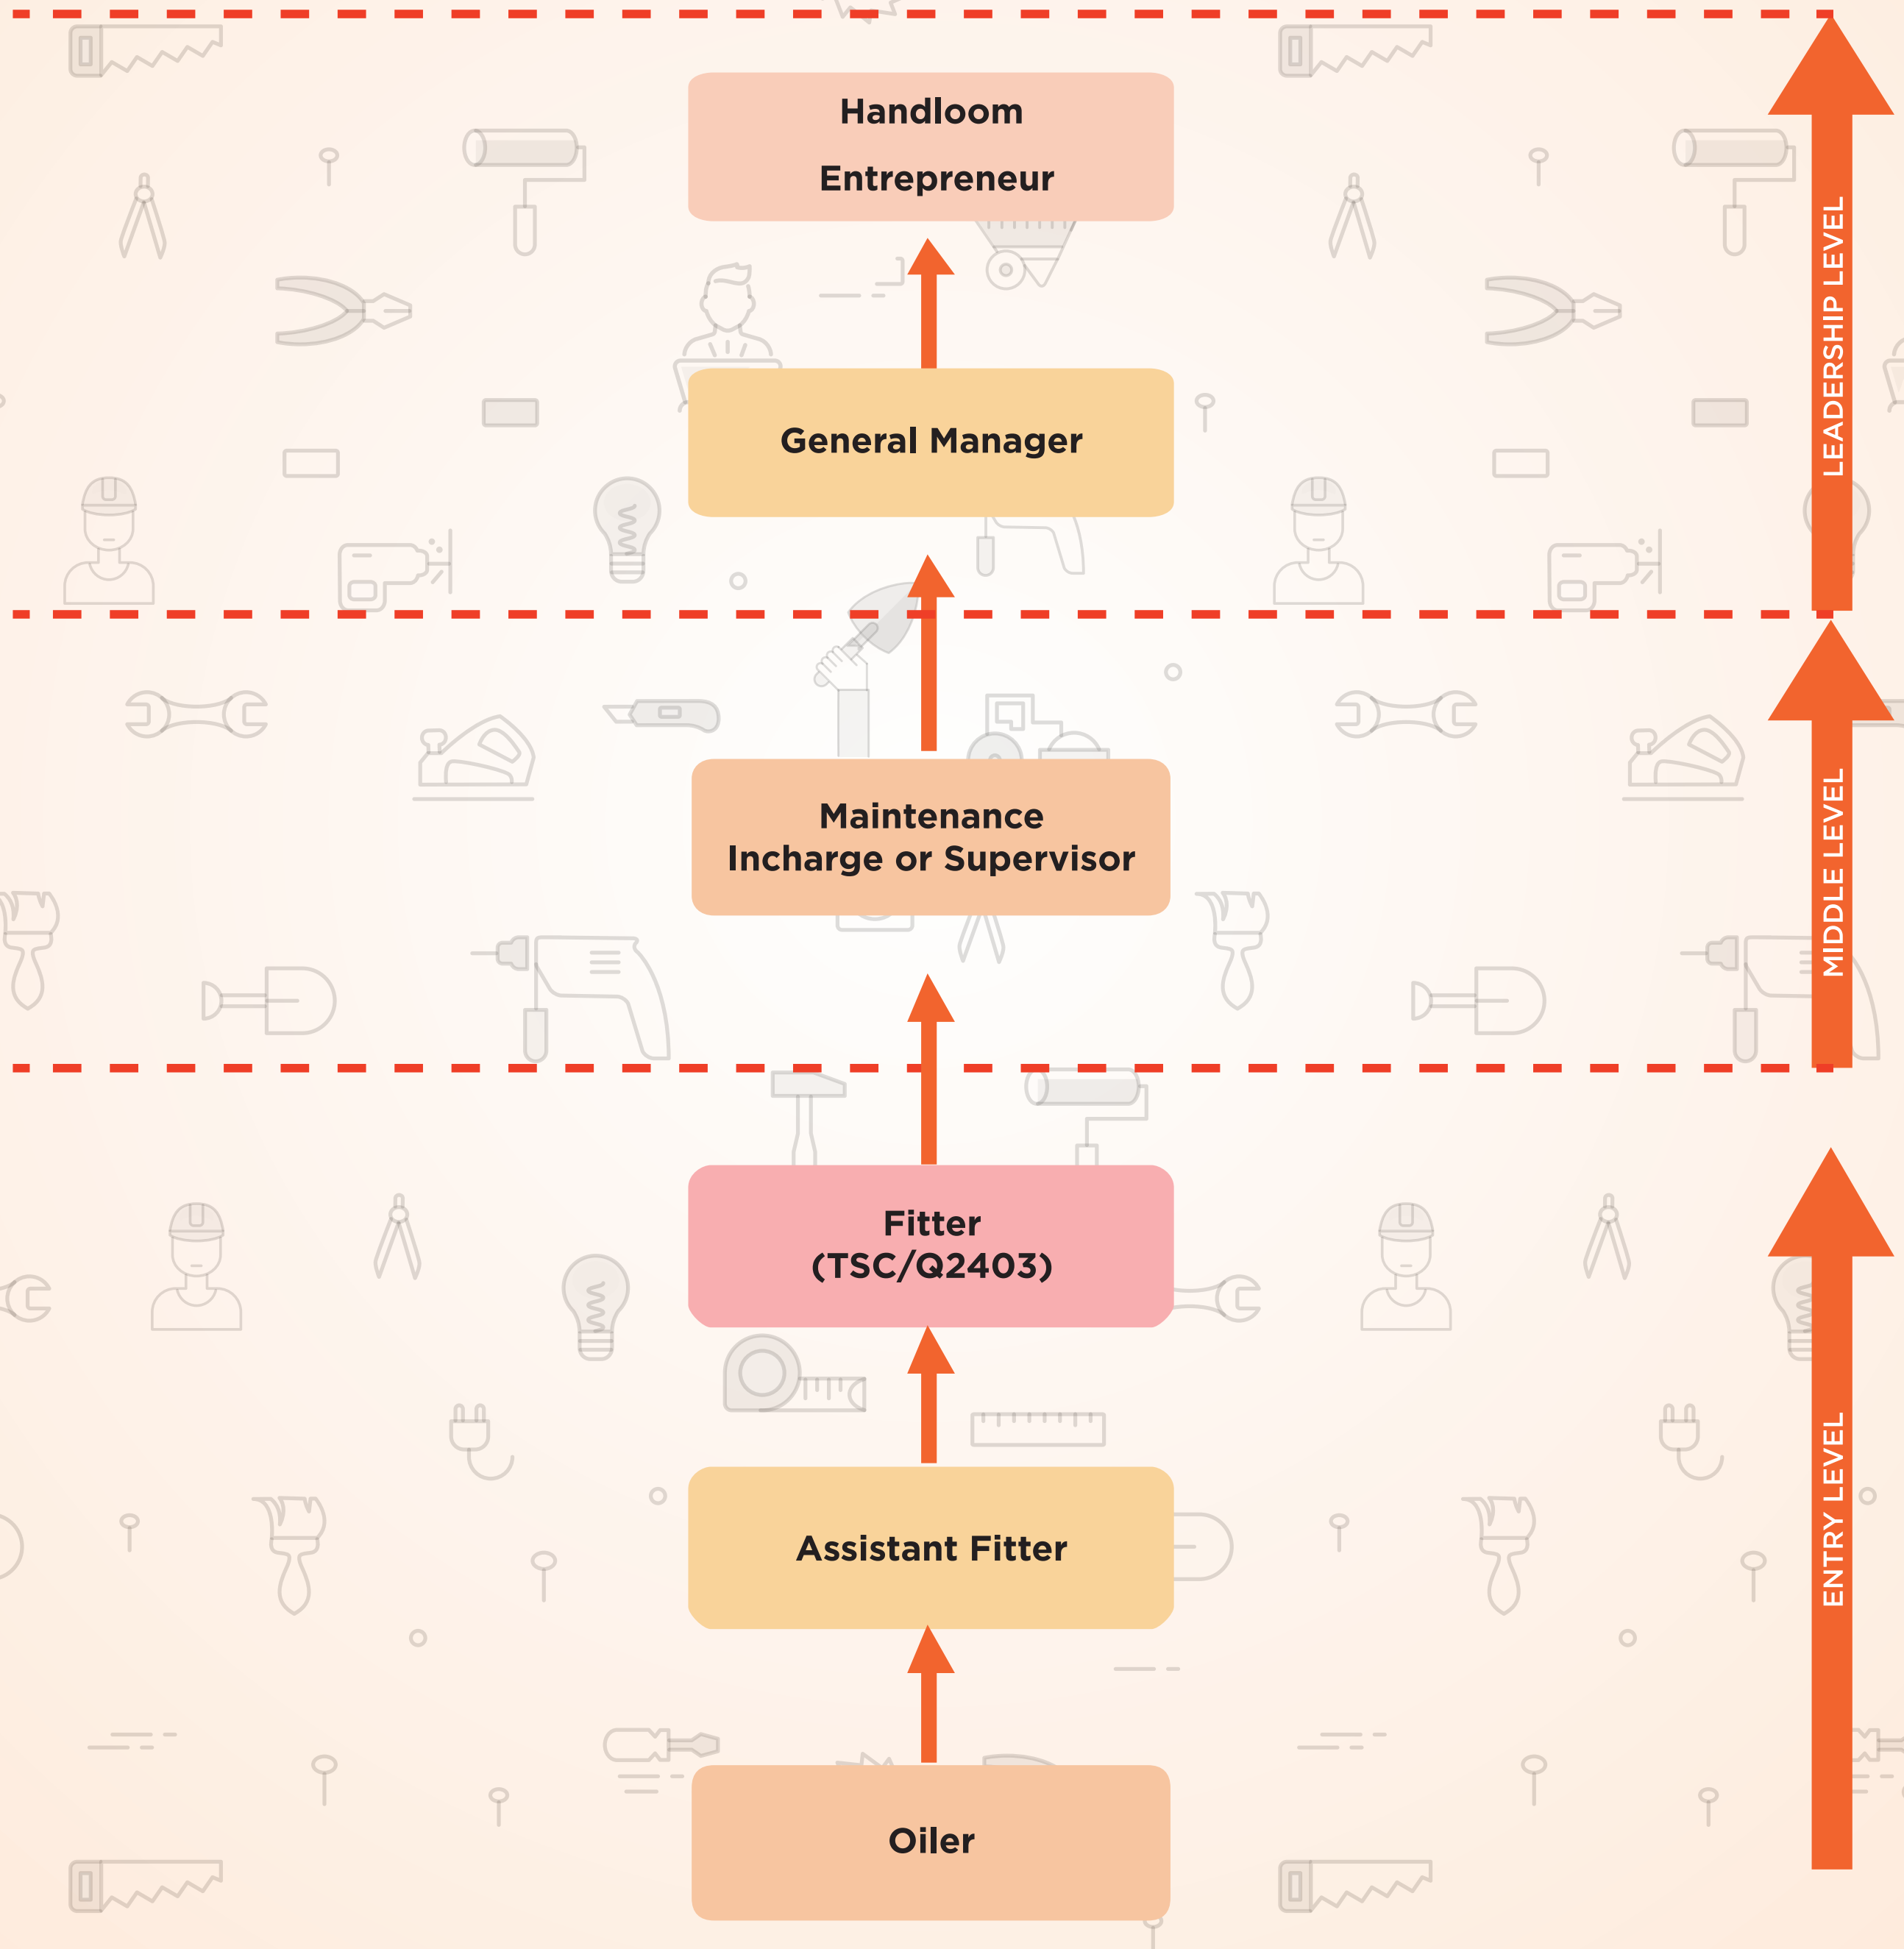 Handloom
Entrepreneur
General Manager
LEADERSHIP LEVEL
Maintenance
Incharge or Supervisor
MIDDLE LEVEL
Fitter
(TSC/Q2403)
Assistant Fitter
ENTRY LEVEL
Oiler